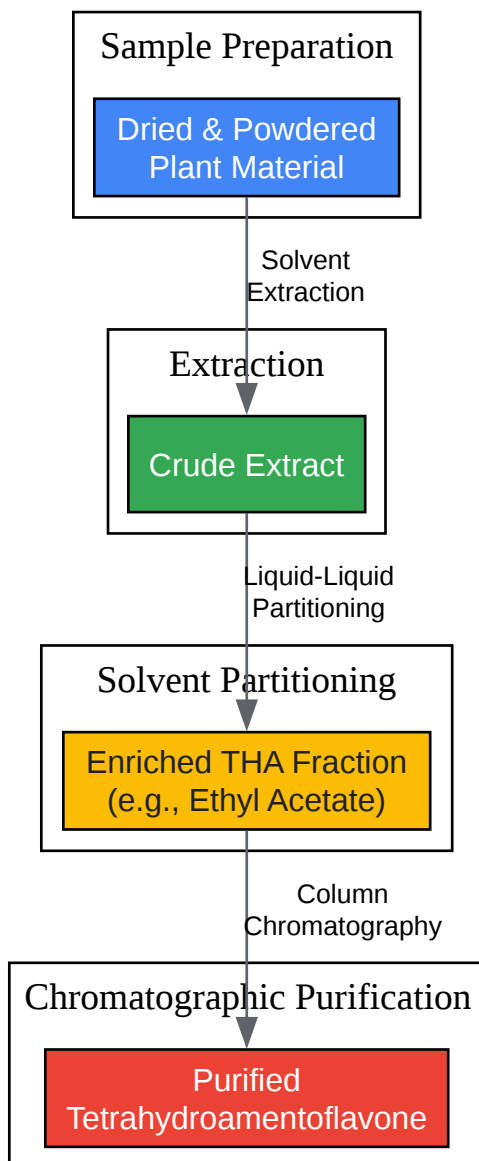 Sample Preparation
Dried & Powdered
Plant Material
Solvent
Extraction
Extraction
Crude Extract
Liquid-Liquid
Partitioning
Solvent Partitioning
Enriched THA Fraction
(e.g., Ethyl Acetate)
Column
Chromatography
Chromatographic Purification
Purified
Tetrahydroamentoflavone